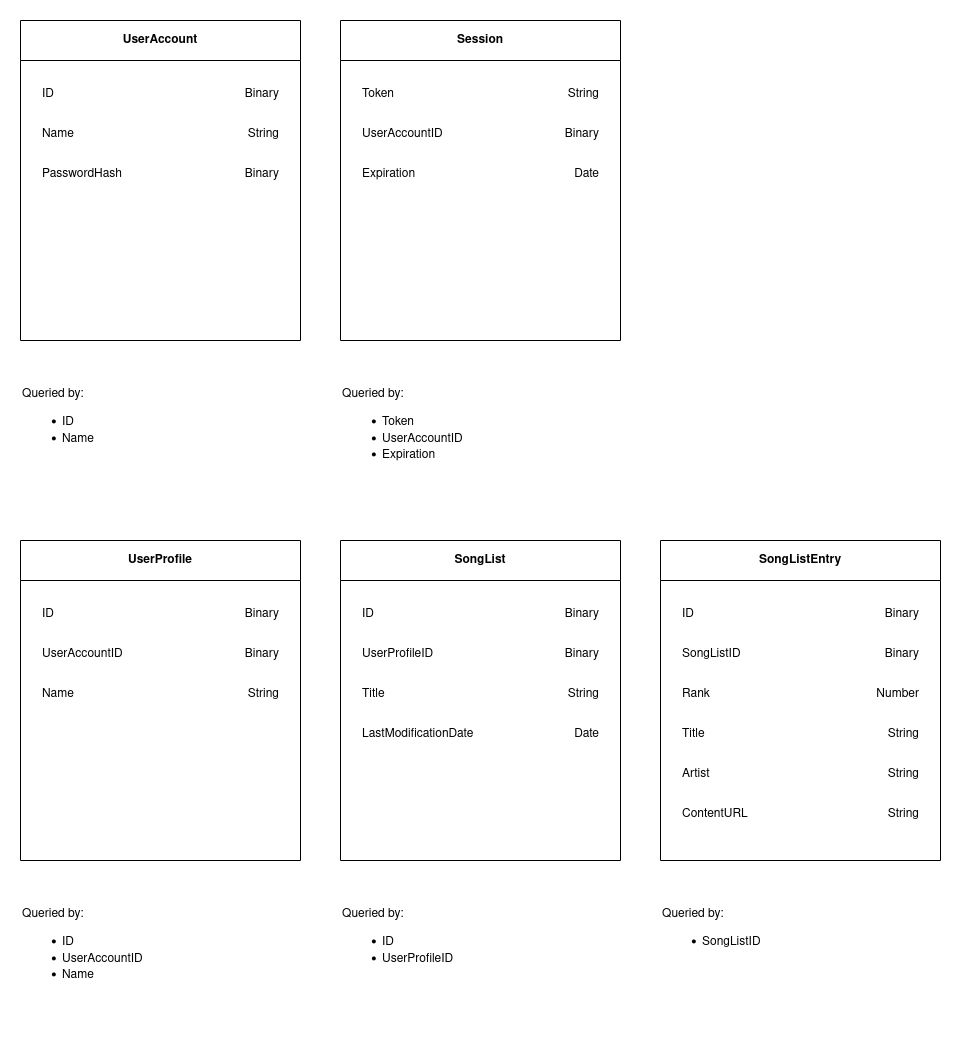 UserAccount
ID Binary
Name String
PasswordHash Binary
Queried by:
• ID
• Name
Session
Token String
UserAccountID Binary
Expiration Date
Queried by:
• Token
• UserAccountID
• Expiration
UserProfile
ID Binary
UserAccountID Binary
Name String
Queried by:
• ID
• UserAccountID
• Name
SongList
ID Binary
UserProfileID Binary
Title String
LastModificationDate Date
Queried by:
• ID
• UserProfileID
SongListEntry
ID Binary
SongListID Binary
Rank Number
Title String
Artist String
ContentURL String
Queried by:
• SongListID